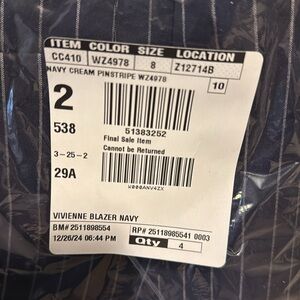 ITEM COLOR SIZE LOCATION
CC410 WZ4978 8 Z12714B
NAVY CREAM PINSTRIPE WZ4978
10
2
538
51383252
Final Sale Item
Cannot be Returned
3-25-2
29A
W000ANV4ZX
VIVIENNE BLAZER NAVY
BM# 2511898554
RP# 25118985541 0003
12/26/24 06:44 PM
Qty 4